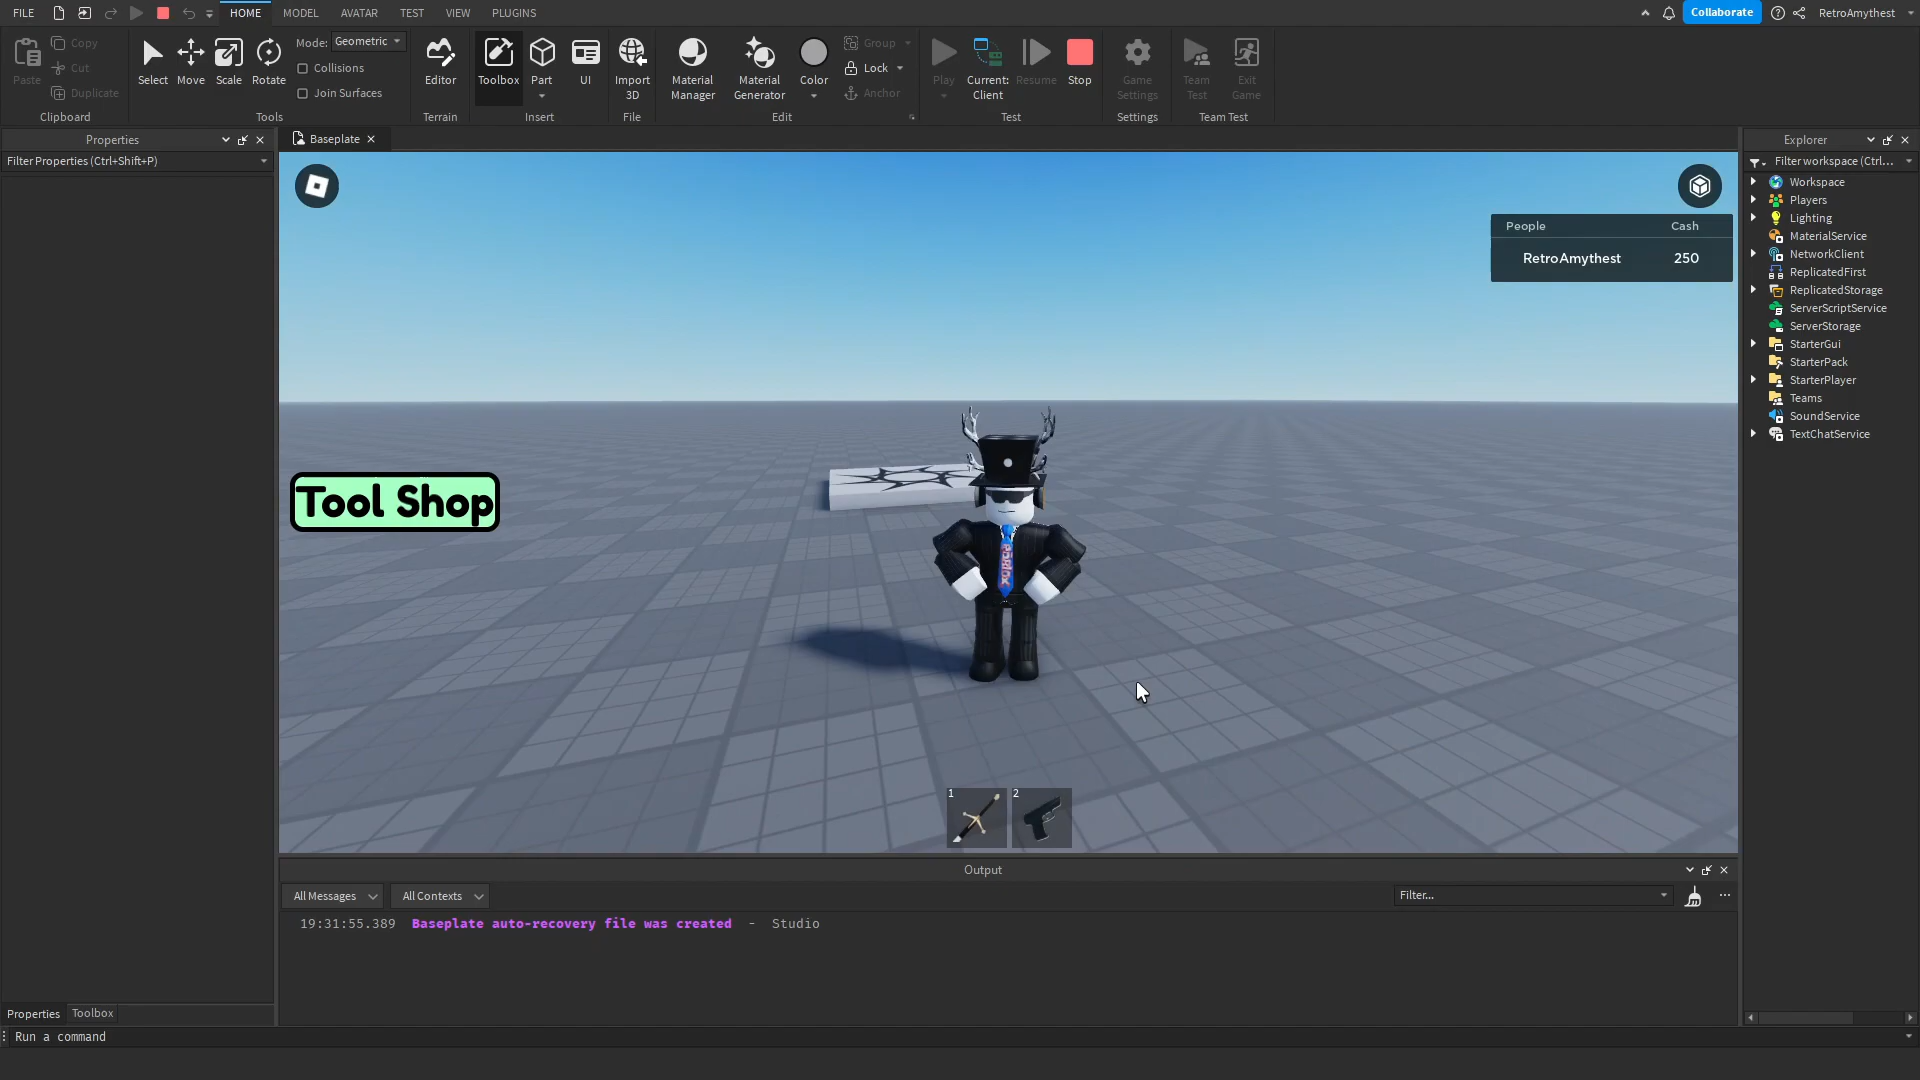 FILE HOME MODEL AVATAR TEST VIEW PLUGINS Collaborate RetroAmythest
Paste Copy Cut Duplicate
Clipboard
Select Move Scale Rotate
Mode: Geometric
Collisions
Join Surfaces
Tools
Editor
Terrain
Toolbox Part UI
Insert
Import 3D
File
Material Manager Material Generator Color Group Lock Anchor
Edit
Play Current: Client Resume Stop
Test
Game Settings
Settings
Team Test Exit Game
Team Test
Properties
Filter Properties (Ctrl+Shift+P)
Baseplate
Explorer
Filter workspace (Ctrl...
Workspace
Players
Lighting
MaterialService
NetworkClient
ReplicatedFirst
ReplicatedStorage
ServerScriptService
ServerStorage
StarterGui
StarterPack
StarterPlayer
Teams
SoundService
TextChatService
People Cash
RetroAmythest 250
Tool Shop
ROBLOX
1 2
Output
All Messages All Contexts Filter...
19:31:55.389 Baseplate auto-recovery file was created - Studio
Properties Toolbox
Run a command